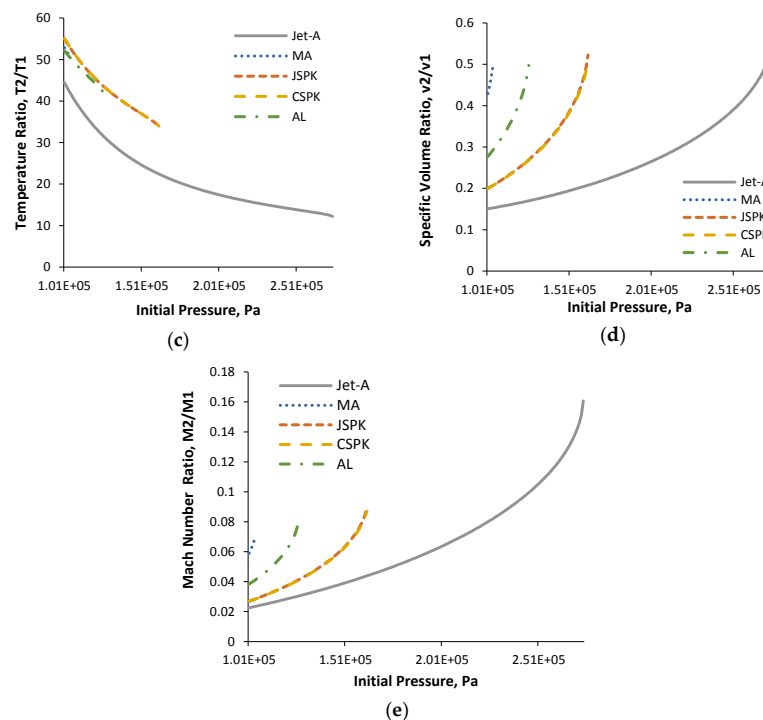 60
50
40
30
20
10
0
Temperature Ratio, T2/T1
Jet-A
MA
JSPK
CSPK
AL
1.01E+05 1.51E+05 2.01E+05 2.51E+05
Initial Pressure, Pa
(c)
0.6
0.5
0.4
0.3
0.2
0.1
0
Specific Volume Ratio, v2/v1
Jet-A
MA
JSPK
CSPK
AL
1.01E+05 1.51E+05 2.01E+05 2.51E+05
Initial Pressure, Pa
(d)
0.18
0.16
0.14
0.12
0.1
0.08
0.06
0.04
0.02
0
Mach Number Ratio, M2/M1
Jet-A
MA
JSPK
CSPK
AL
1.01E+05 1.51E+05 2.01E+05 2.51E+05
Initial Pressure, Pa
(e)